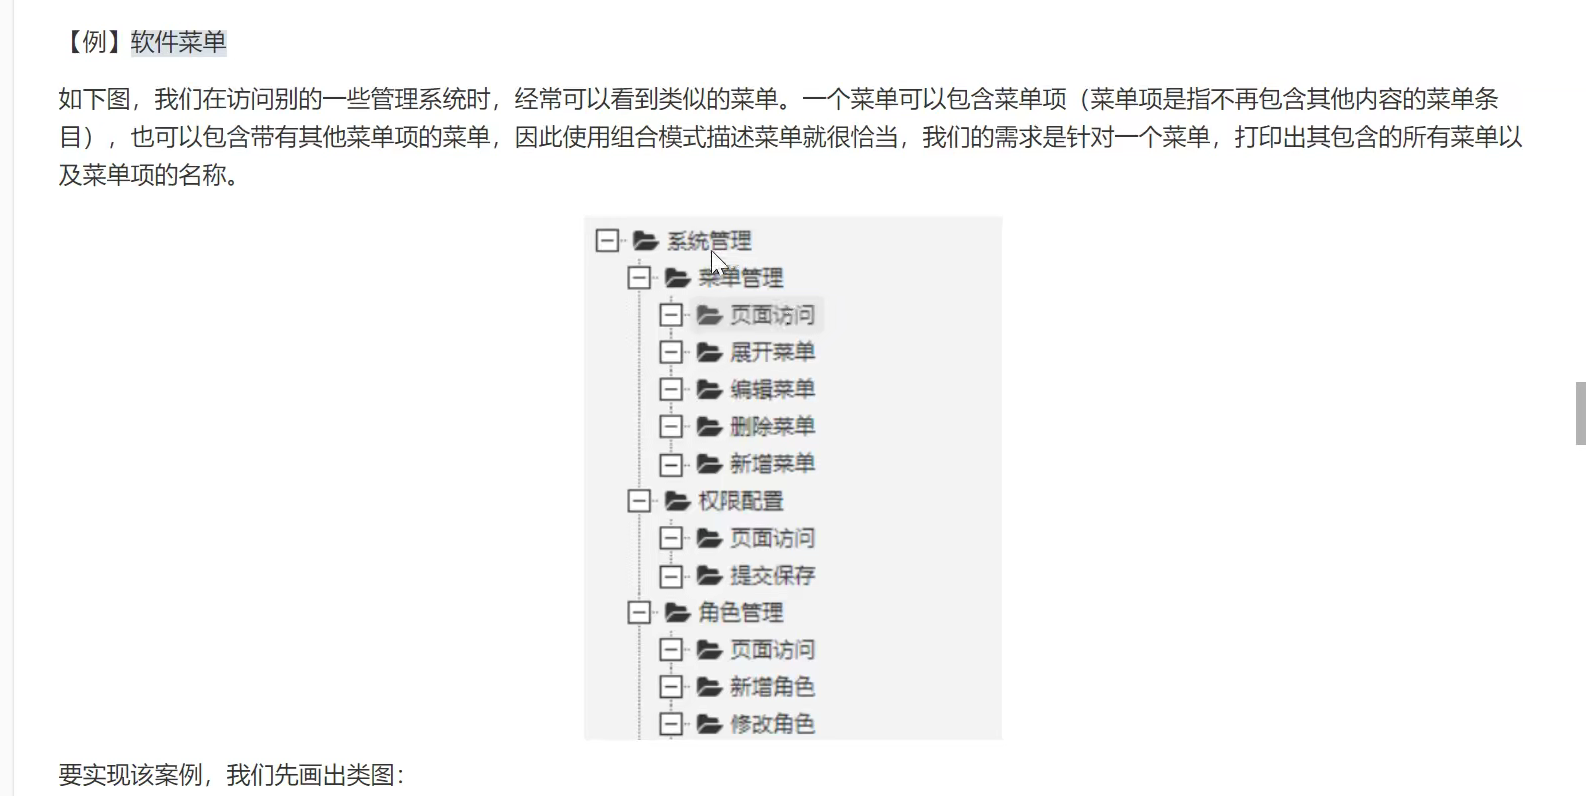 【例】软件菜单
如下图，我们在访问别的一些管理系统时，经常可以看到类似的菜单。一个菜单可以包含菜单项（菜单项是指不再包含其他内容的菜单条
目），也可以包含带有其他菜单项的菜单，因此使用组合模式描述菜单就很恰当，我们的需求是针对一个菜单，打印出其包含的所有菜单以
及菜单项的名称。
系统管理
菜单管理
页面访问
展开菜单
编辑菜单
删除菜单
新增菜单
权限配置
页面访问
提交保存
角色管理
页面访问
新增角色
修改角色
要实现该案例，我们先画出类图：